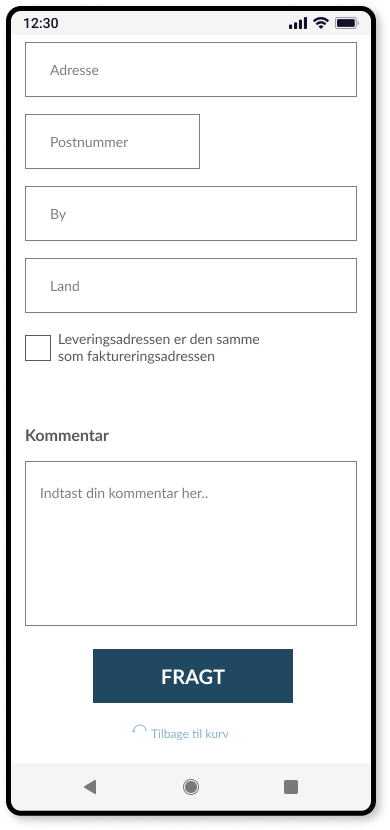 12:30
Adresse
Postnummer
By
Land
Leveringsadressen er den samme
som faktureringsadressen
Kommentar
Indtast din kommentar her..
FRAGT
Tilbage til kurv